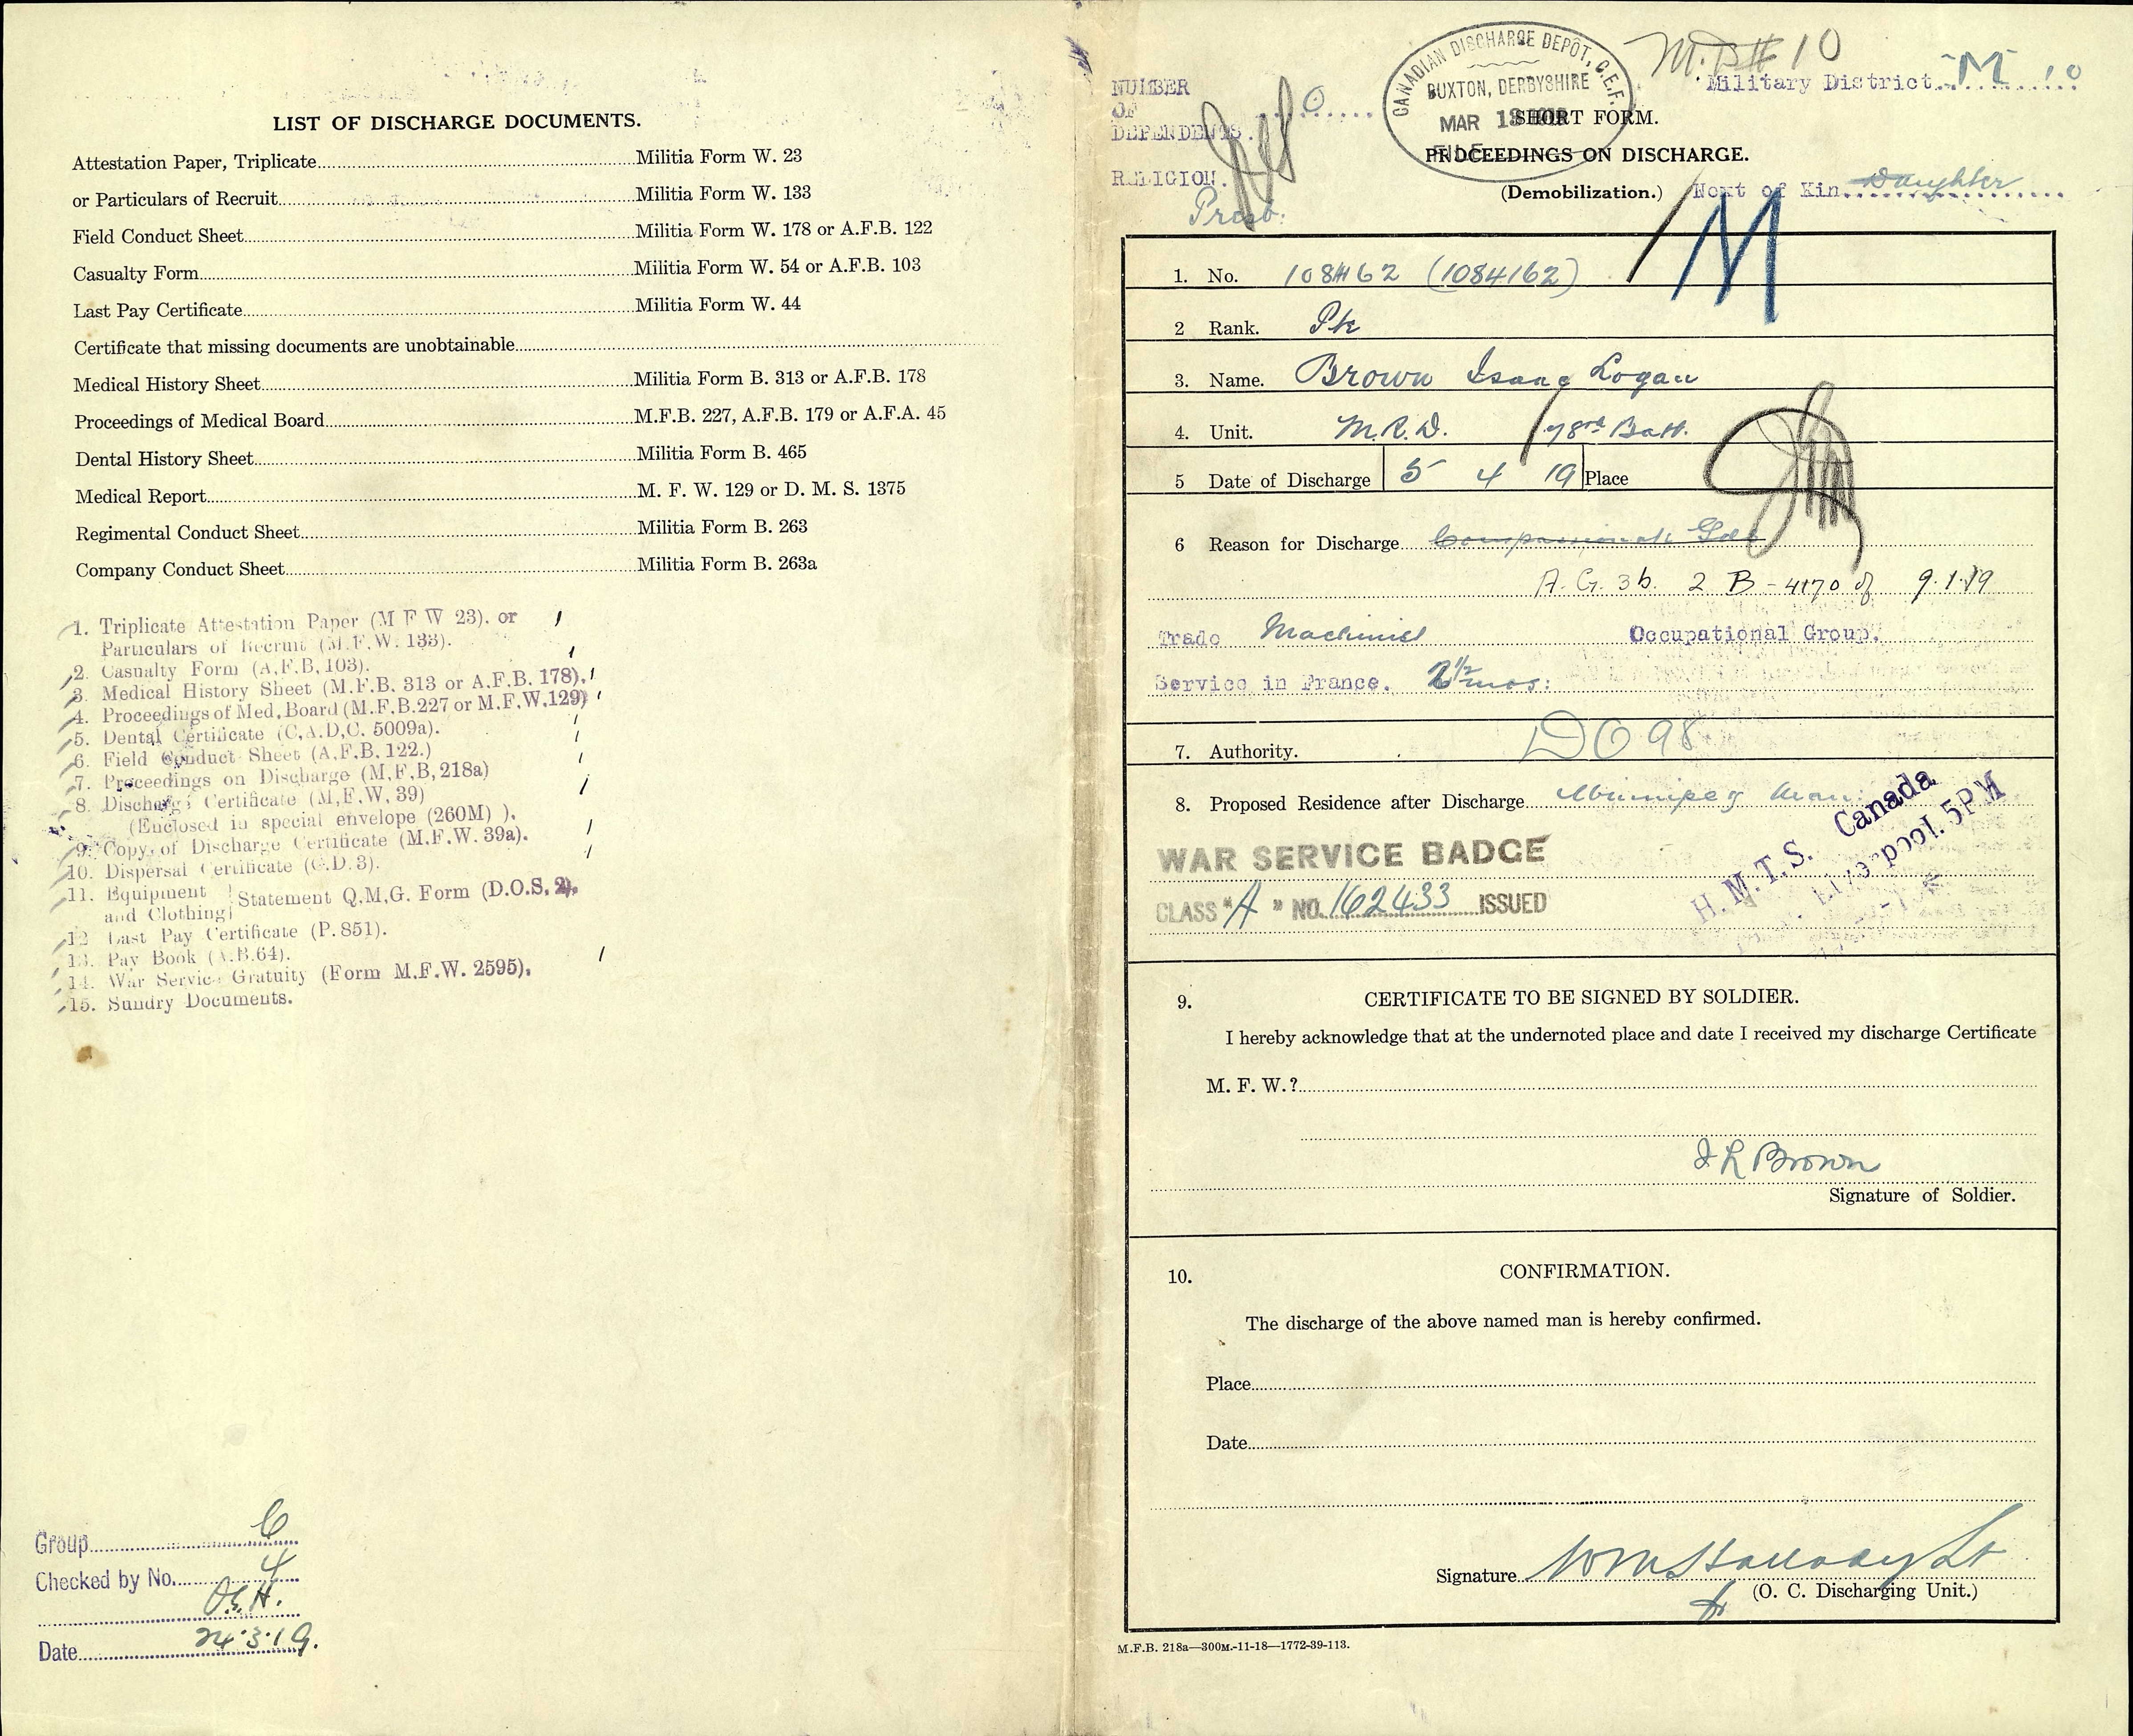 LIST OF DISCHARGE DOCUMENTS.
Attestation Paper, Triplicate Militia Form W. 23
or Particulars of Recruit Militia Form W. 133
Field Conduct Sheet Militia Form W. 178 or A.F.B. 122
Casualty Form Militia Form W. 54 or A.F.B. 103
Last Pay Certificate Militia Form W. 44
Certificate that missing documents are unobtainable
Medical History Sheet Militia Form B. 313 or A.F.B. 178
Proceedings of Medical Board M.F.B. 227, A.F.B. 179 or A.F.A. 45
Dental History Sheet Militia Form B. 465
Medical Report M. F. W. 129 or D. M. S. 1375
Regimental Conduct Sheet Militia Form B. 263
Company Conduct Sheet Militia Form B. 263a
1. Triplicate Attestation Paper (M F W 23). or
Particulars of Recruit (M.F.W. 133).
2. Casualty Form (A.F.B. 103).
3. Medical History Sheet (M.F.B. 313 or A.F.B. 178).
4. Proceedings of Med. Board (M.F.B.227 or M.F.W.129)
5. Dental Certificate (C.A.D.C. 5009a).
6. Field Conduct Sheet (A.F.B. 122.)
7. Proceedings on Discharge (M.F.B. 218a)
8. Discharge Certificate (M.F.W. 39)
(Enclosed in special envelope (260M) ).
9. Copy of Discharge Certificate (M.F.W. 39a).
10. Dispersal Certificate (C.D. 3).
11. Equipment Statement Q.M.G. Form (D.O.S. 2).
and Clothing
12 Last Pay Certificate (P. 851).
13. Pay Book (A.B.64).
14. War Service Gratuity (Form M.F.W. 2595).
15. Sundry Documents.
Group
Checked by No. 4
Date 24.3.19.
NUMBER
OF
DEPENDENTS. 0
RELIGION.
Presb:
CANADIAN DISCHARGE DEPÔT, C.E.F.
BUXTON, DERBYSHIRE
MAR
FILE
M.D # 10
Military District M 10
SHORT FORM.
PROCEEDINGS ON DISCHARGE.
(Demobilization.) Next of Kin Daughter
M
1. No. 108462 (1084162)
2 Rank. Pte
3. Name. Brown Isaac Logan
4. Unit. M.R.D. 78th Batt.
5 Date of Discharge 5 4 19 Place
6 Reason for Discharge Compassionate
A.G. 3b. 2 B-4170 of 9.1.19
Trade Machinist Occupational Group.
Service in France. 2½ mos:
7. Authority. DO 98
8. Proposed Residence after Discharge Winnipeg Man.
WAR SERVICE BADGE
CLASS "A" NO. 162433 ISSUED
H.M.T.S. Canada
Liverpool. 5PM
9. CERTIFICATE TO BE SIGNED BY SOLDIER.
I hereby acknowledge that at the undernoted place and date I received my discharge Certificate
M. F. W. ?
I L Brown
Signature of Soldier.
10. CONFIRMATION.
The discharge of the above named man is hereby confirmed.
Place
Date
Signature Lt
(O. C. Discharging Unit.)
M.F.B. 218a—300M.-11-18—1772-39-113.